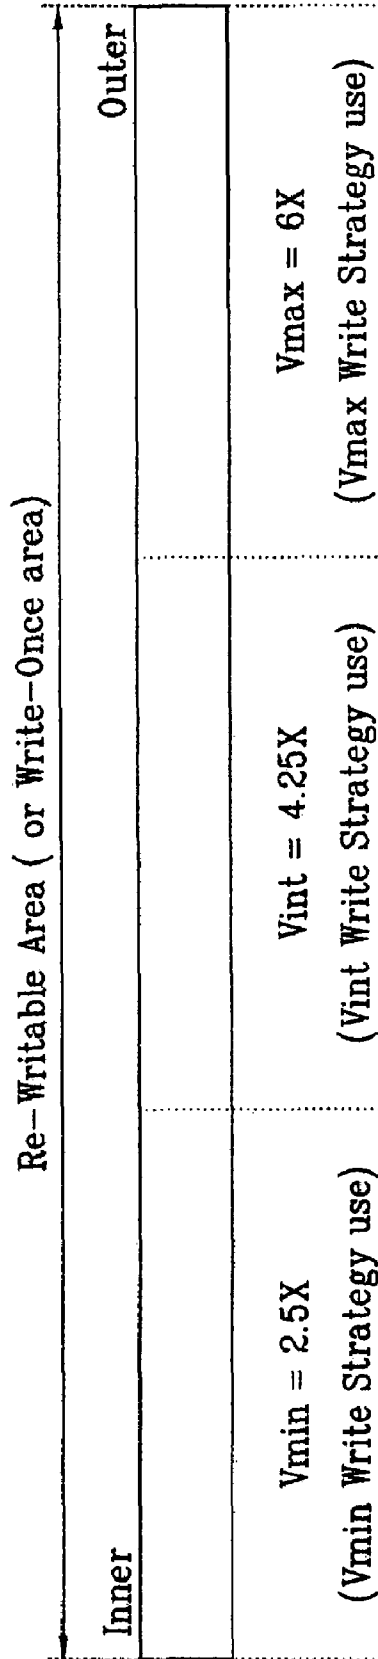 Re-Writable Area ( or Write-Once area)
Inner
Outer
Vmin = 2.5X
(Vmin Write Strategy use)
Vint = 4.25X
(Vint Write Strategy use)
Vmax = 6X
(Vmax Write Strategy use)